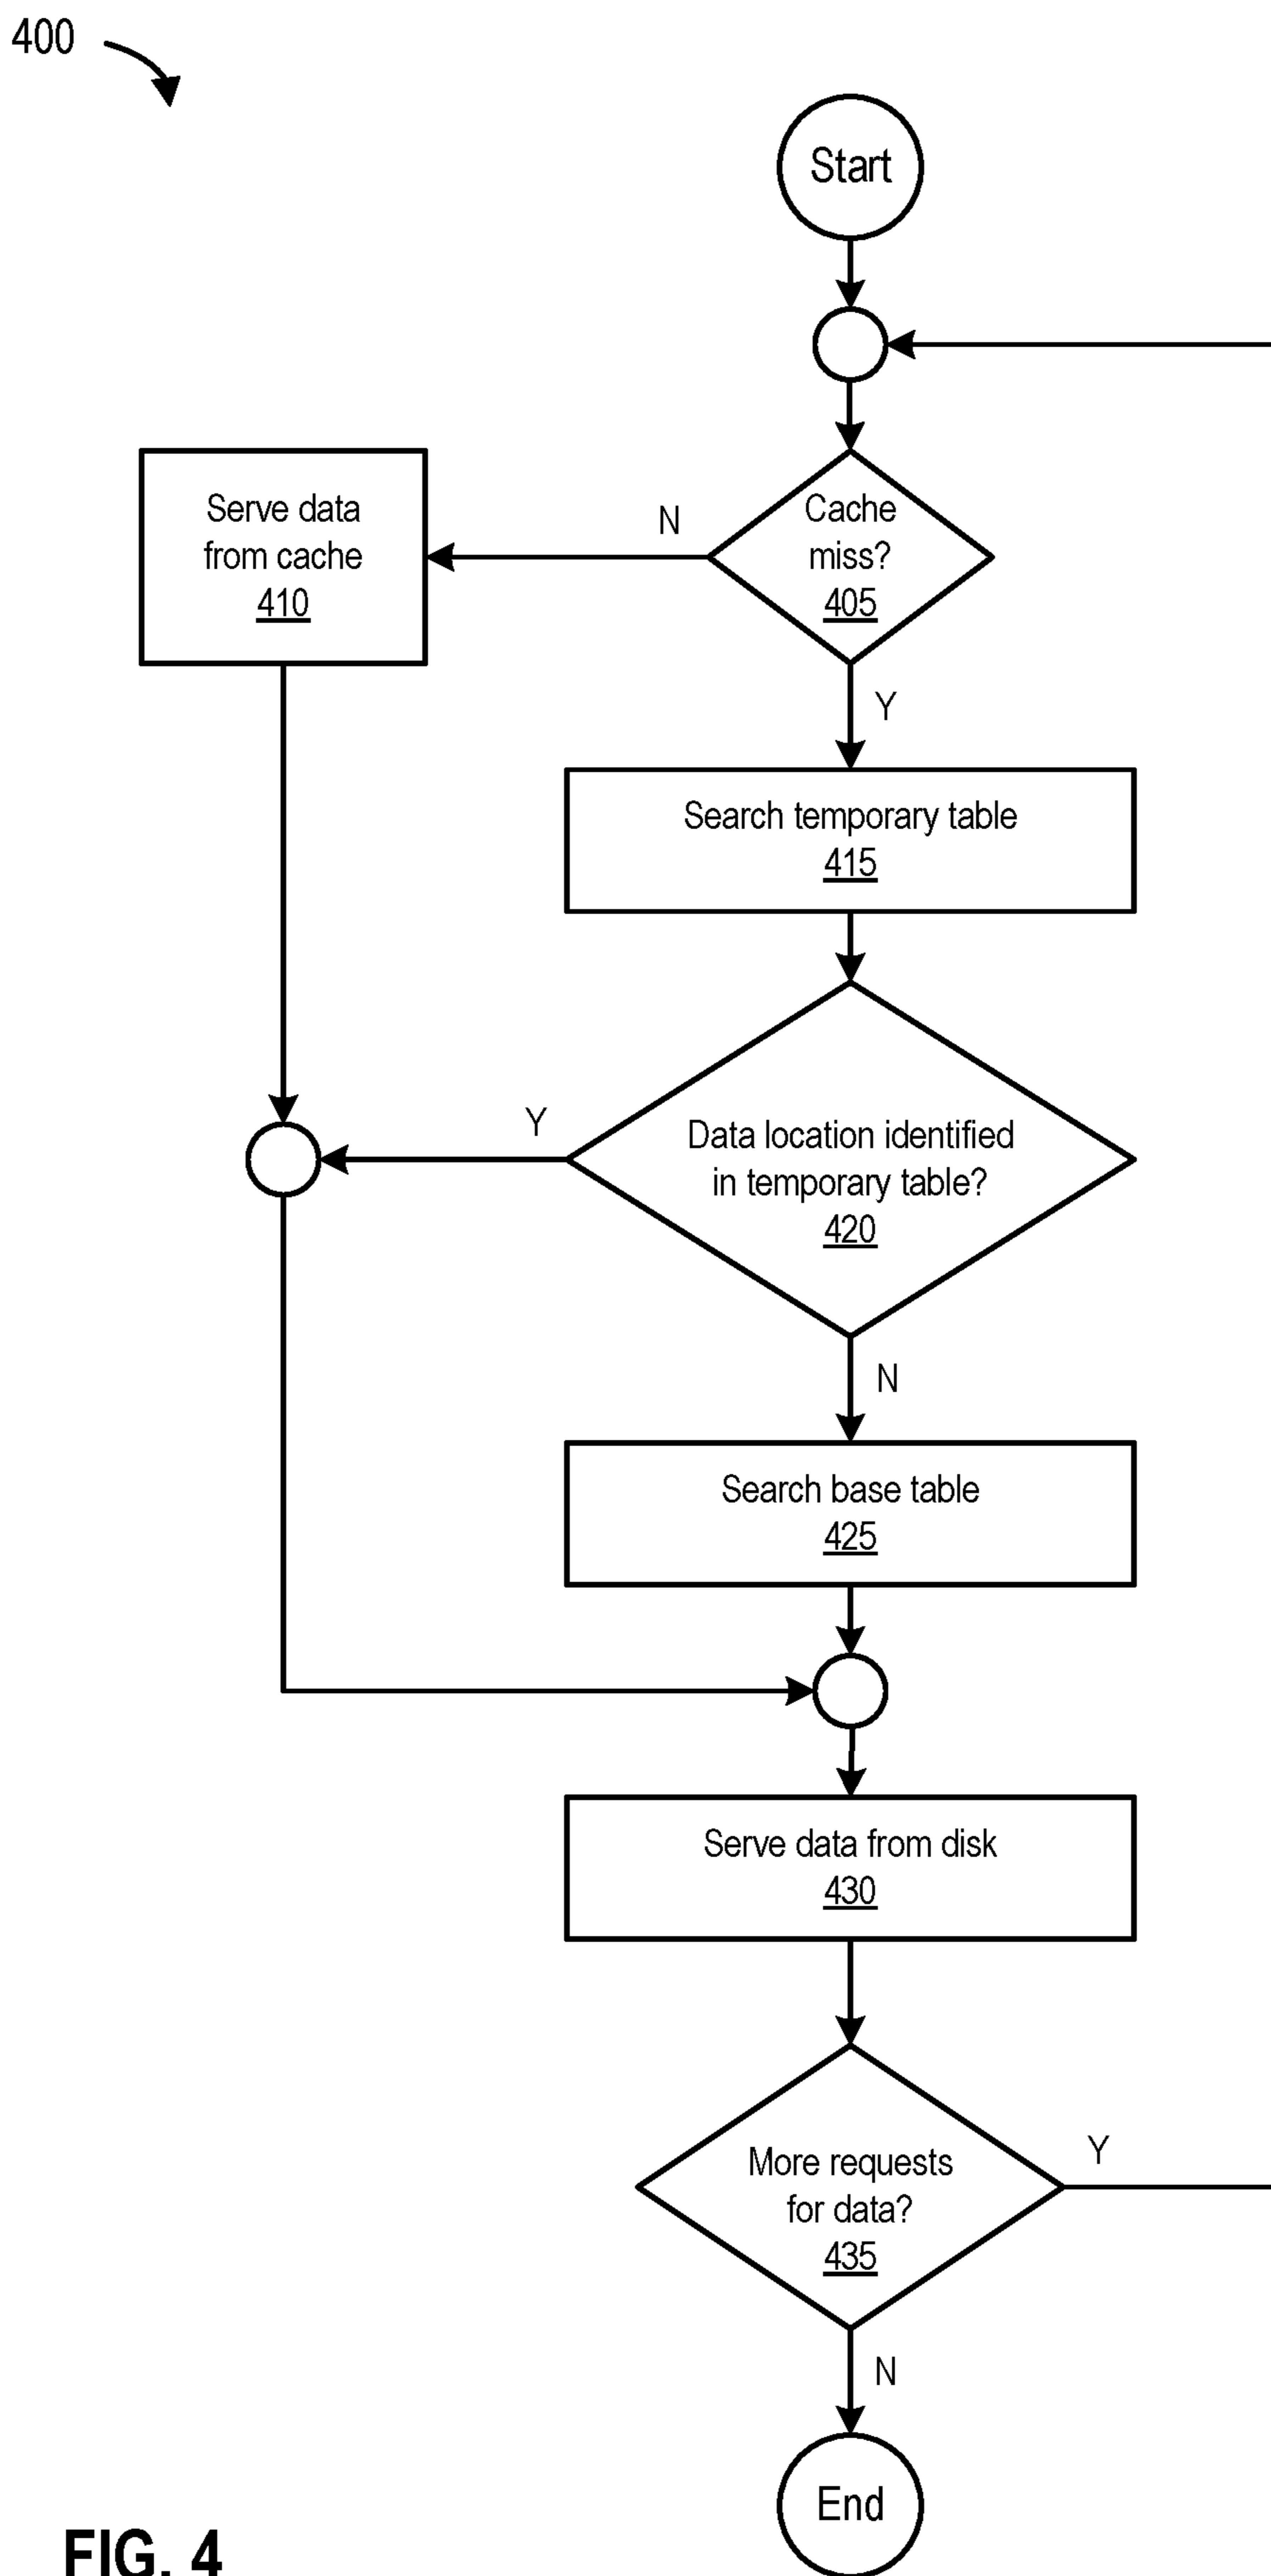 400
Start
Cache
miss?
405
N
Serve data
from cache
410
Y
Search temporary table
415
Data location identified
in temporary table?
420
Y
N
Search base table
425
Serve data from disk
430
More requests
for data?
435
Y
N
End
FIG. 4